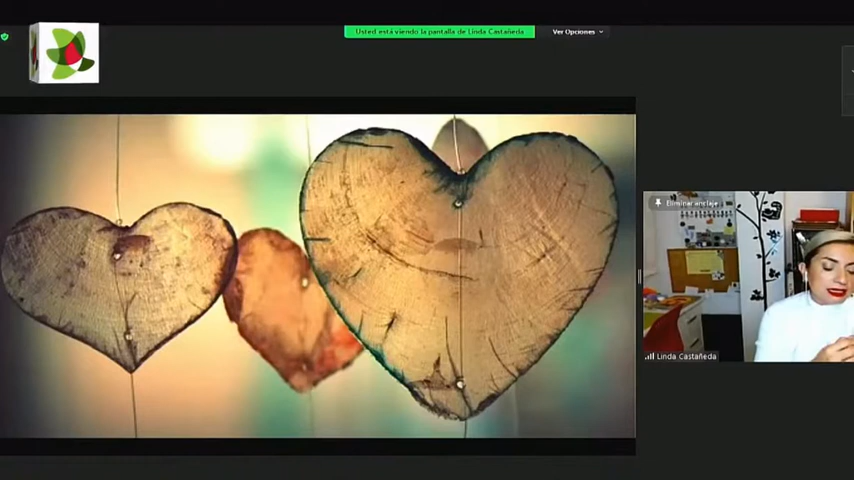 Usted está viendo la pantalla de Linda Castañeda
Ver Opciones
Eliminar anclaje
Linda Castañeda